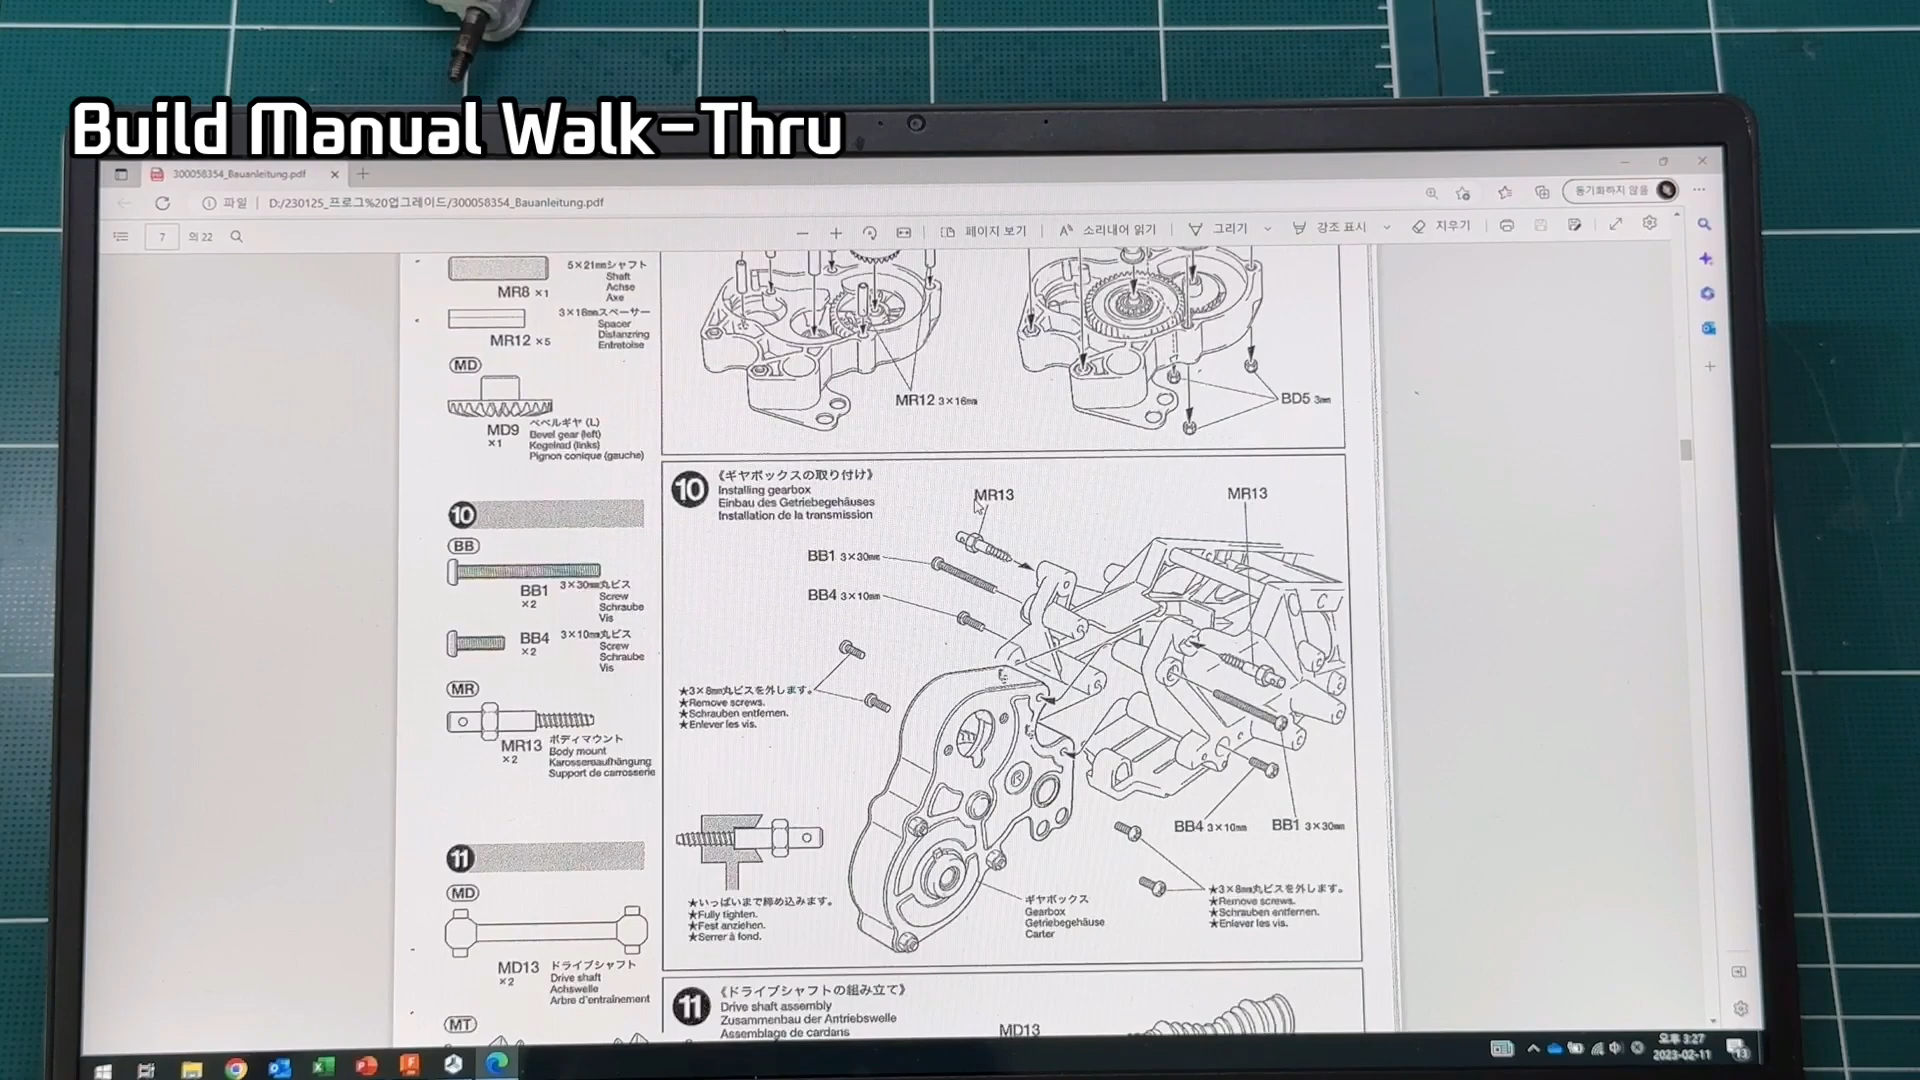 Build Manual Walk-Thru
300058354_Bauanleitung.pdf
파일
D:/230125_프로그%20업그레이드/300058354_Bauanleitung.pdf
동기화하지 않음
7
의 22
페이지 보기
소리내어 읽기
그리기
강조 표시
지우기
MR8 ×1
5×21mmシャフト
Shaft
Achse
Axe
MR12 ×5
3×16mmスペーサー
Spacer
Distanzring
Entretoise
MD
MD9
×1
ベベルギヤ (L)
Bevel gear (left)
Kegelrad (links)
Pignon conique (gauche)
MR12 3×16mm
BD5 3mm
10
BB
BB1
×2
3×30mm丸ビス
Screw
Schraube
Vis
BB4
×2
3×10mm丸ビス
Screw
Schraube
Vis
MR
MR13
×2
ボディマウント
Body mount
Karosserieaufhängung
Support de carrosserie
11
MD
MD13
×2
ドライブシャフト
Drive shaft
Achswelle
Arbre d'entraînement
MT
10
《ギヤボックスの取り付け》
Installing gearbox
Einbau des Getriebegehäuses
Installation de la transmission
MR13
MR13
BB1 3×30mm
BB4 3×10mm
★3×8mm丸ビスを外します。
★Remove screws.
★Schrauben entfernen.
★Enlever les vis.
BB4 3×10mm
BB1 3×30mm
★いっぱいまで締め込みます。
★Fully tighten.
★Fest anziehen.
★Serrer à fond.
ギヤボックス
Gearbox
Getriebegehäuse
Carter
★3×8mm丸ビスを外します。
★Remove screws.
★Schrauben entfernen.
★Enlever les vis.
11
《ドライブシャフトの組み立て》
Drive shaft assembly
Zusammenbau der Antriebswelle
Assemblage de cardans
MD13
오후 3:27
2023-02-11
13